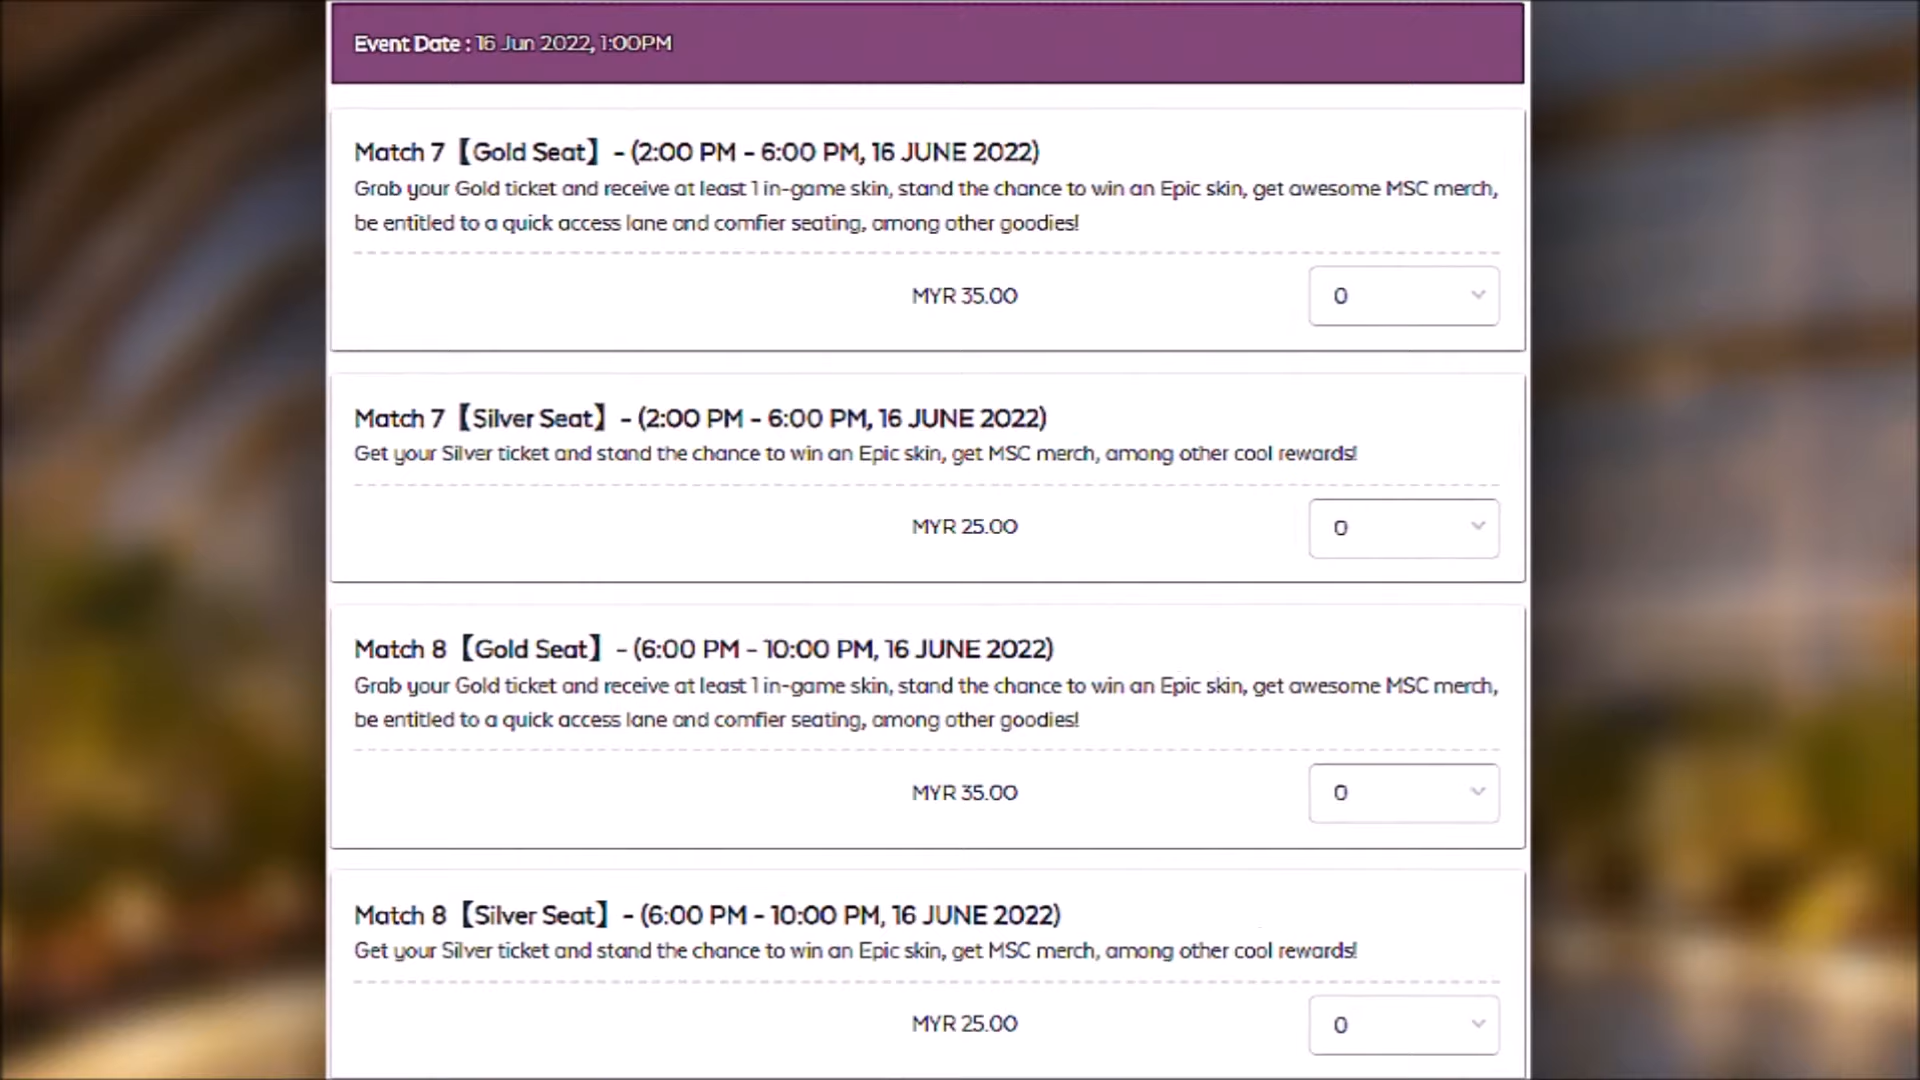 Event Date : 16 Jun 2022, 1:00PM
Match 7【Gold Seat】 - (2:00 PM - 6:00 PM, 16 JUNE 2022)
Grab your Gold ticket and receive at least 1 in-game skin, stand the chance to win an Epic skin, get awesome MSC merch,
be entitled to a quick access lane and comfier seating, among other goodies!
MYR 35.00
0
Match 7【Silver Seat】 - (2:00 PM - 6:00 PM, 16 JUNE 2022)
Get your Silver ticket and stand the chance to win an Epic skin, get MSC merch, among other cool rewards!
MYR 25.00
0
Match 8【Gold Seat】 - (6:00 PM - 10:00 PM, 16 JUNE 2022)
Grab your Gold ticket and receive at least 1 in-game skin, stand the chance to win an Epic skin, get awesome MSC merch,
be entitled to a quick access lane and comfier seating, among other goodies!
MYR 35.00
0
Match 8【Silver Seat】 - (6:00 PM - 10:00 PM, 16 JUNE 2022)
Get your Silver ticket and stand the chance to win an Epic skin, get MSC merch, among other cool rewards!
MYR 25.00
0